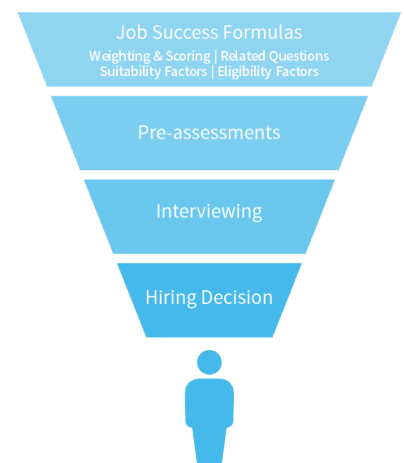 Job Success Formulas
Weighting & Scoring | Related Questions
Suitability Factors | Eligibility Factors
Pre-assessments
Interviewing
Hiring Decision